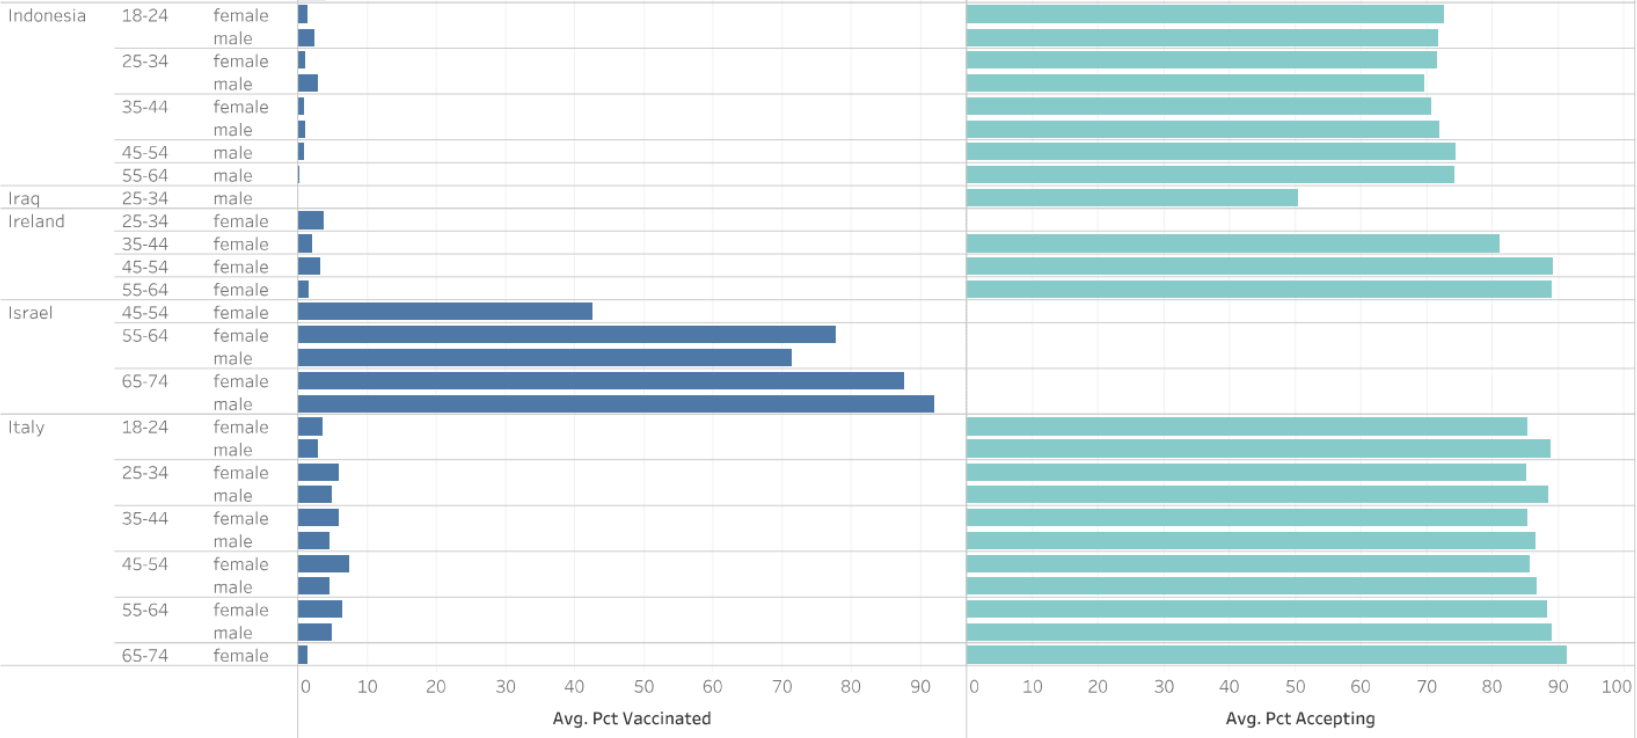 Indonesia 18-24 female
male
25-34 female
male
35-44 female
male
45-54 male
55-64 male
Iraq 25-34 male
Ireland 25-34 female
35-44 female
45-54 female
55-64 female
Israel 45-54 female
55-64 female
male
65-74 female
male
Italy 18-24 female
male
25-34 female
male
35-44 female
male
45-54 female
male
55-64 female
male
65-74 female
0 10 20 30 40 50 60 70 80 90 0 10 20 30 40 50 60 70 80 90 100
Avg. Pct Vaccinated Avg. Pct Accepting